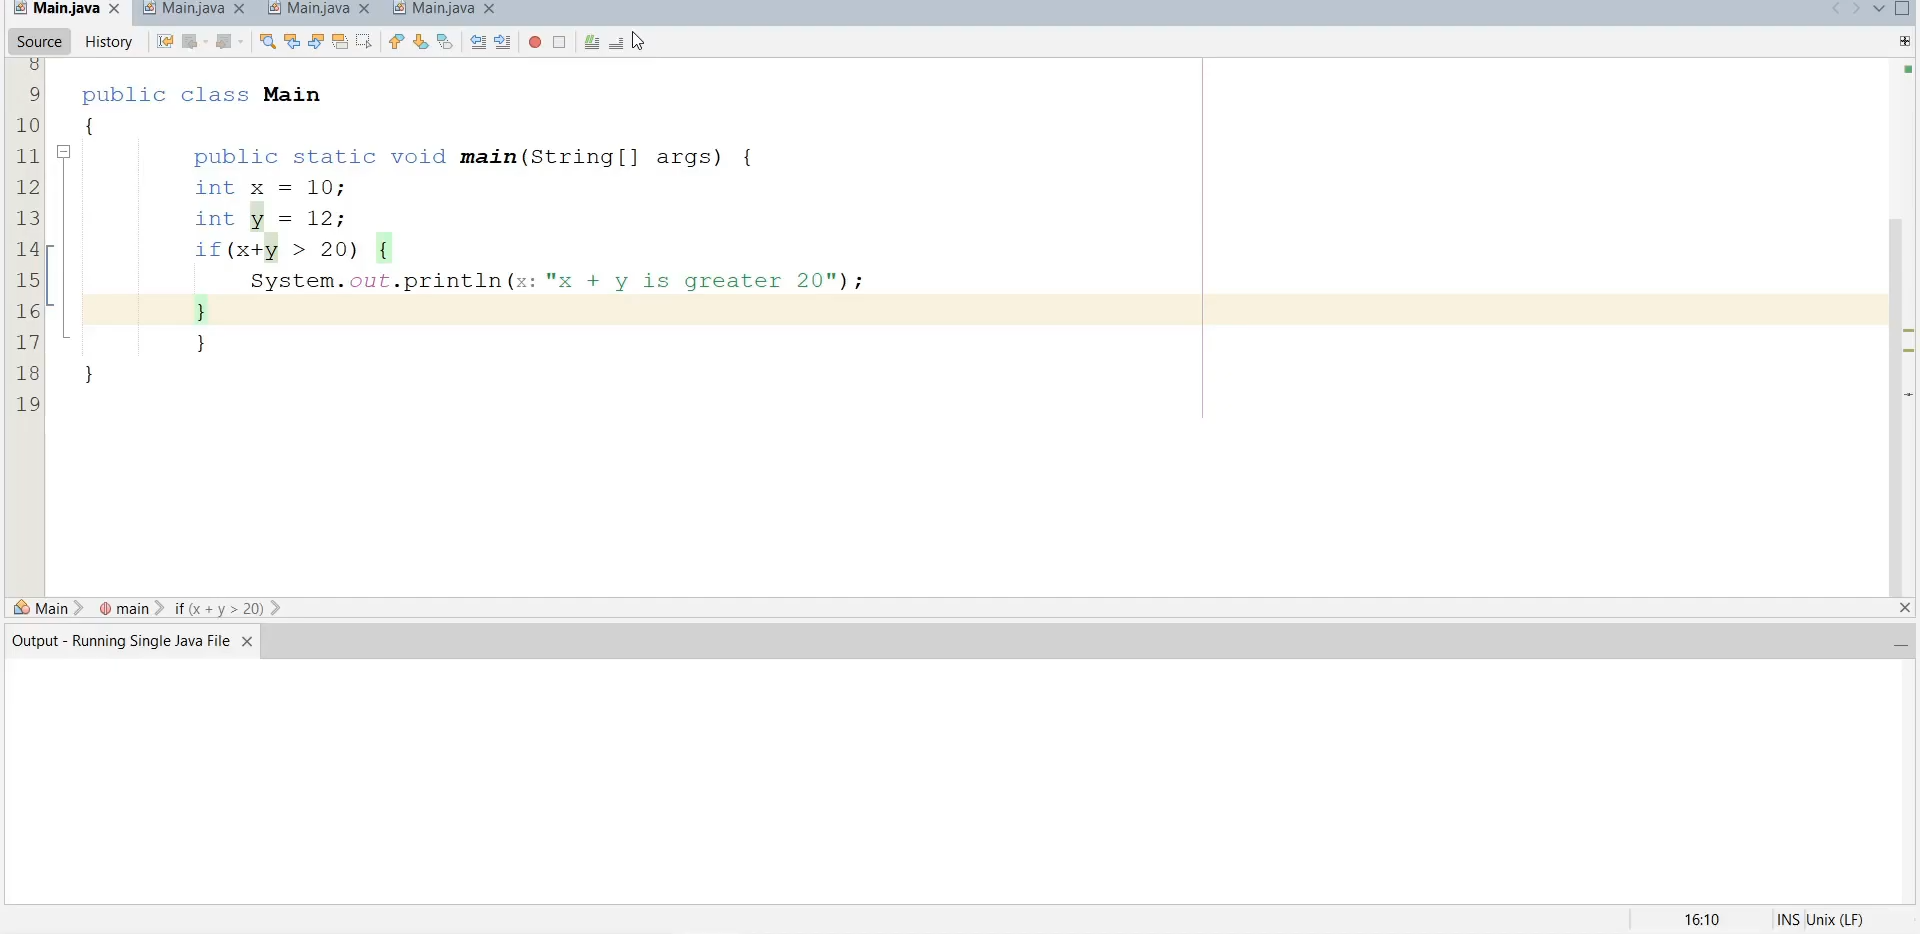 Main.java Main.java Main.java Main.java
Source History
8
9 public class Main
10 {
11 public static void main(String[] args) {
12 int x = 10;
13 int y = 12;
14 if(x+y > 20) {
15 System.out.println(x: "x + y is greater 20");
16 }
17 }
18 }
19
Main main if (x + y > 20)
Output - Running Single Java File
16:10 INS Unix (LF)